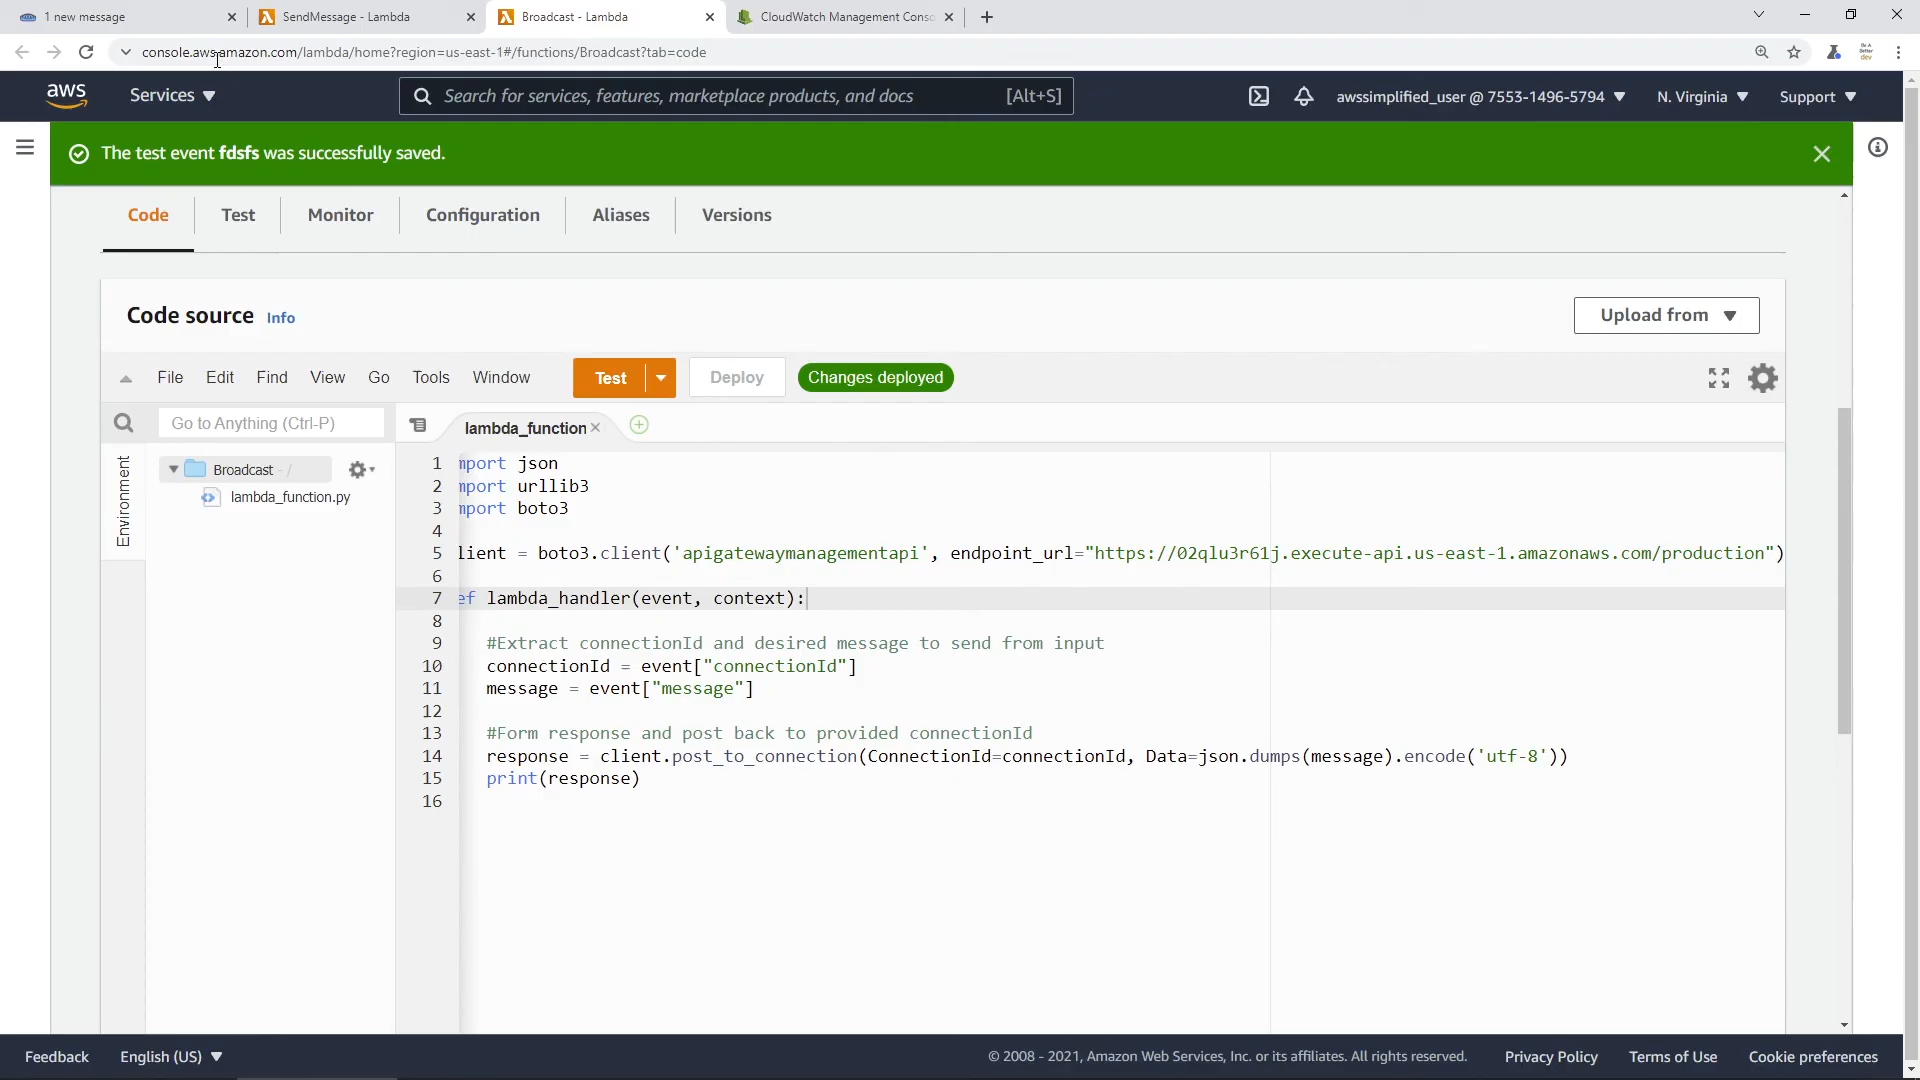 1 new message
SendMessage - Lambda
Broadcast - Lambda
CloudWatch Management Conso
console.aws.amazon.com/lambda/home?region=us-east-1#/functions/Broadcast?tab=code
Be A Better dev
aws
Services
Search for services, features, marketplace products, and docs
[Alt+S]
awssimplified_user @ 7553-1496-5794
N. Virginia
Support
The test event fdsfs was successfully saved.
Code
Test
Monitor
Configuration
Aliases
Versions
Code source
Info
Upload from
File
Edit
Find
View
Go
Tools
Window
Test
Deploy
Changes deployed
Go to Anything (Ctrl-P)
lambda_function
Environment
Broadcast - /
lambda_function.py
1 mport json
2 mport urllib3
3 mport boto3
4
5 lient = boto3.client('apigatewaymanagementapi', endpoint_url="https://02qlu3r61j.execute-api.us-east-1.amazonaws.com/production")
6
7 ef lambda_handler(event, context):
8
9 #Extract connectionId and desired message to send from input
10 connectionId = event["connectionId"]
11 message = event["message"]
12
13 #Form response and post back to provided connectionId
14 response = client.post_to_connection(ConnectionId=connectionId, Data=json.dumps(message).encode('utf-8'))
15 print(response)
16
Feedback
English (US)
© 2008 - 2021, Amazon Web Services, Inc. or its affiliates. All rights reserved.
Privacy Policy
Terms of Use
Cookie preferences